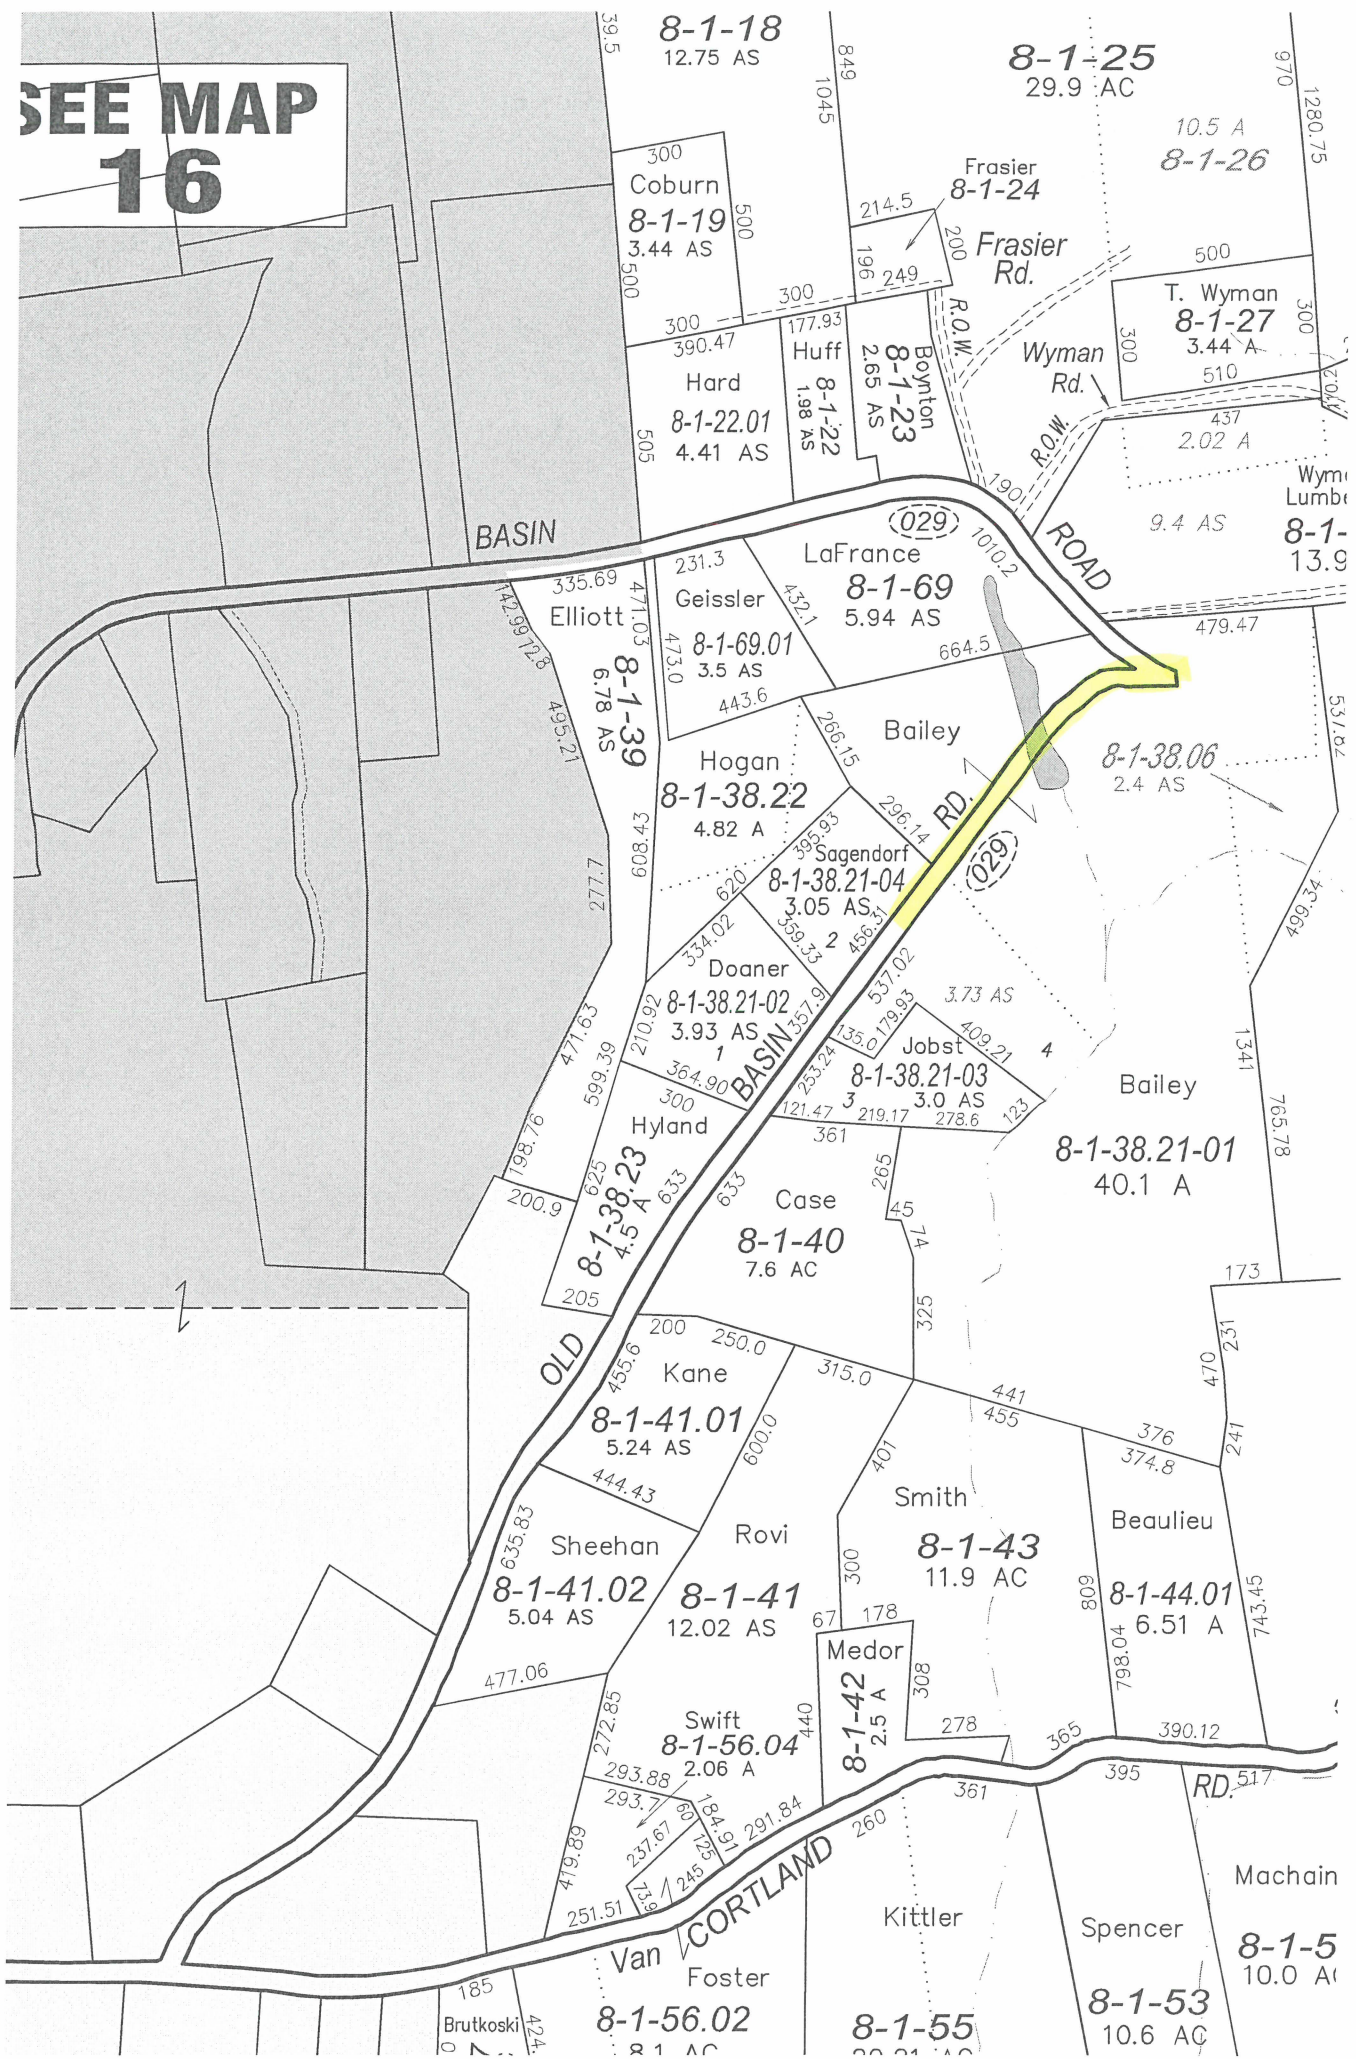 39.5
8-1-18
12.75 AS
849
1045
8-1-25
29.9 AC
970
1280.75
SEE MAP
16
10.5 A
8-1-26
300
Coburn
8-1-19
3.44 AS
500
500
300
Frasier
8-1-24
214.5
196
200
249
Frasier
Rd.
500
T. Wyman
8-1-27
3.44 A
300
300
510
300
390.47
177.93
R.O.W.
Wyman
Rd.
Hard
8-1-22.01
4.41 AS
505
Huff
8-1-22
1.98 AS
Boynton
8-1-23
2.65 AS
R.O.W.
437
2.02 A
190
9.4 AS
8-1-
13.9
BASIN
ROAD
029
1010.2
335.69
471.03
231.3
LaFrance
8-1-69
5.94 AS
432.1
142.99
72.8
Elliott
8-1-39
6.78 AS
Geissler
8-1-69.01
3.5 AS
473.0
443.6
664.5
479.47
495.21
537.82
266.15
Bailey
Hogan
8-1-38.22
4.82 A
8-1-38.06
2.4 AS
608.43
277.7
395.93
296.14
RD.
029
620
Sagendorf
8-1-38.21-04
3.05 AS
2
456.31
499.34
334.02
359.33
537.02
Doaner
8-1-38.21-02
3.93 AS
1
357.9
210.92
364.90
BASIN
3.73 AS
179.93
135.0
409.21
4
Jobst
8-1-38.21-03
3 3.0 AS
253.24
121.47
219.17
278.6
123
471.63
599.39
300
361
1341
Bailey
8-1-38.21-01
40.1 A
765.78
198.76
200.9
Hyland
8-1-38.23
4.5 A
625
633
633
205
265
45
74
325
Case
8-1-40
7.6 AC
173
231
470
241
OLD
200
250.0
315.0
455.6
Kane
8-1-41.01
5.24 AS
600.0
401
441
455
376
374.8
444.43
635.83
Sheehan
8-1-41.02
5.04 AS
Rovi
8-1-41
12.02 AS
Smith
8-1-43
11.9 AC
300
Beaulieu
8-1-44.01
6.51 A
809
798.04
743.45
67
178
Medor
8-1-42
2.5 A
308
440
278
477.06
272.85
Swift
8-1-56.04
2.06 A
293.88
293.7
60
184.91
125
237.67
245
73.9
291.84
365
390.12
260
361
395
RD.
517
419.89
251.51
Van
CORTLAND
185
Brutkoski
424.
Foster
8-1-56.02
8.1 AC
Kittler
8-1-55
Spencer
8-1-53
10.6 AC
Machain
8-1-5